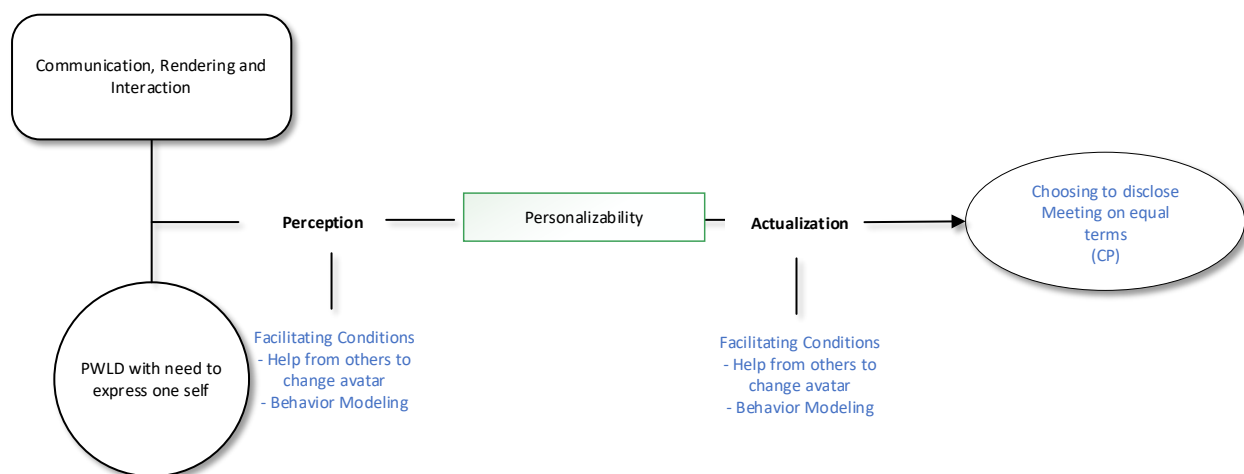 Communication, Rendering and
Interaction
Perception
Personalizability
Actualization
Choosing to disclose
Meeting on equal
terms
(CP)
PWLD with need to
express one self
Facilitating Conditions
- Help from others to
change avatar
- Behavior Modeling
Facilitating Conditions
- Help from others to
change avatar
- Behavior Modeling